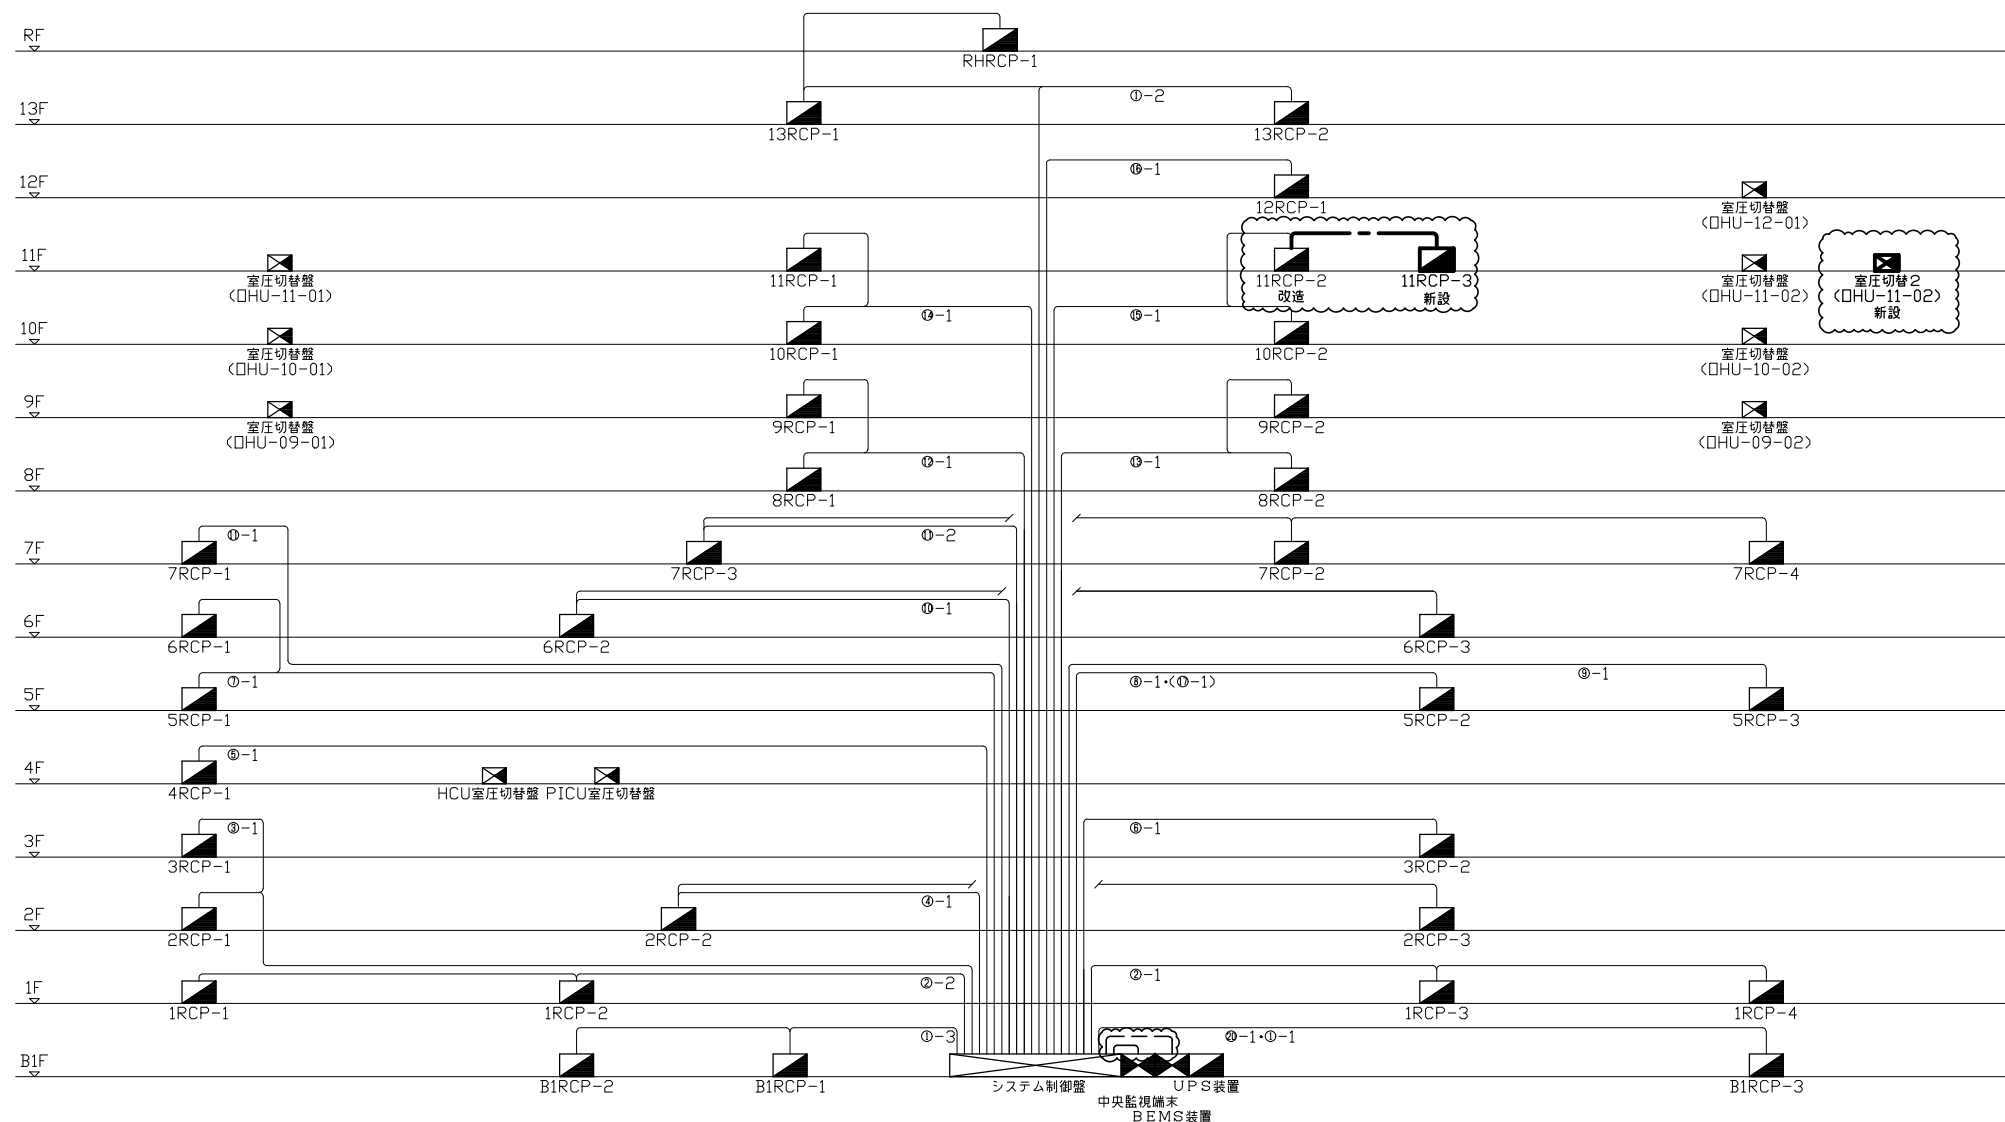 RF
RHRCP-1
①-2
13F
13RCP-1
13RCP-2
⑯-1
12F
12RCP-1
室圧切替盤
(OHU-12-01)
11F
室圧切替盤
(OHU-11-01)
11RCP-1
11RCP-2
改造
11RCP-3
新設
室圧切替盤
(OHU-11-02)
室圧切替2
(OHU-11-02)
新設
⑭-1
⑮-1
10F
室圧切替盤
(OHU-10-01)
10RCP-1
10RCP-2
室圧切替盤
(OHU-10-02)
9F
室圧切替盤
(OHU-09-01)
9RCP-1
9RCP-2
室圧切替盤
(OHU-09-02)
⑫-1
⑬-1
8F
8RCP-1
8RCP-2
⑪-1
⑪-2
7F
7RCP-1
7RCP-3
7RCP-2
7RCP-4
⑩-1
6F
6RCP-1
6RCP-2
6RCP-3
⑦-1
⑧-1・(⑰-1)
⑨-1
5F
5RCP-1
5RCP-2
5RCP-3
⑤-1
4F
4RCP-1
HCU室圧切替盤
PICU室圧切替盤
③-1
⑥-1
3F
3RCP-1
3RCP-2
④-1
2F
2RCP-1
2RCP-2
2RCP-3
②-2
②-1
1F
1RCP-1
1RCP-2
1RCP-3
1RCP-4
①-3
⑳-1・①-1
B1F
B1RCP-2
B1RCP-1
システム制御盤
UPS装置
B1RCP-3
中央監視端末
BEMS装置